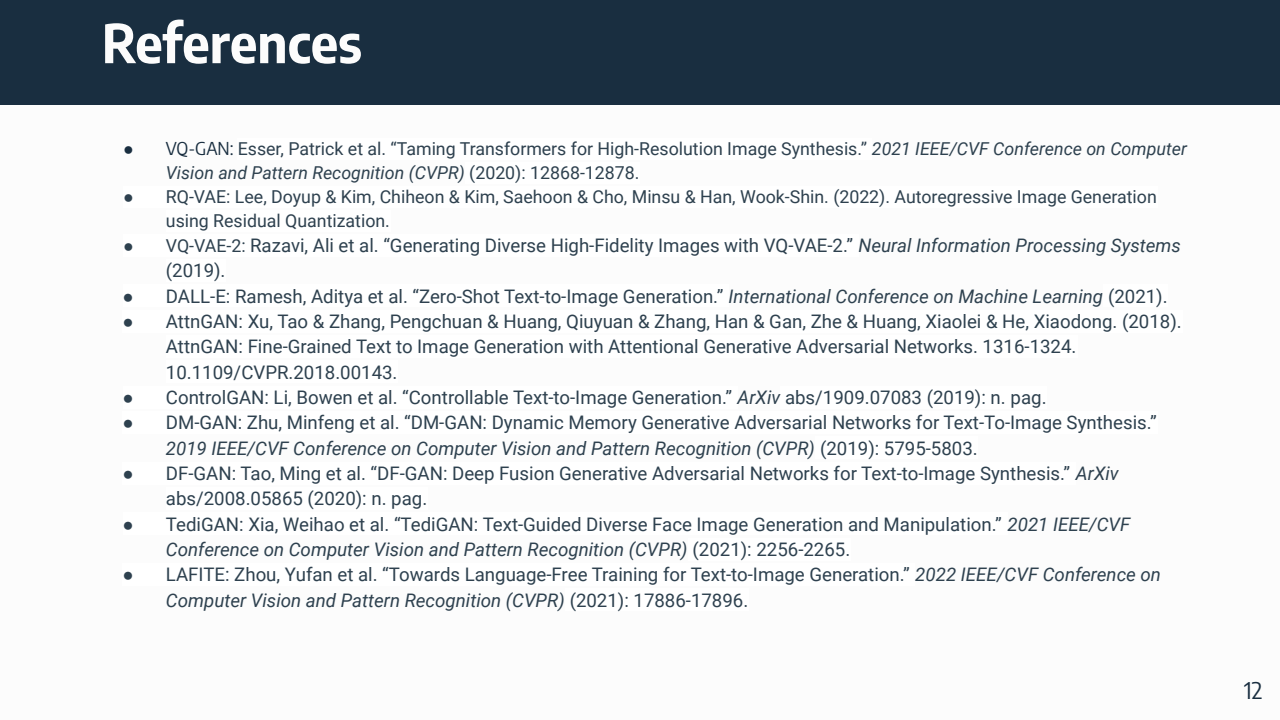 References
● VQ-GAN: Esser, Patrick et al. “Taming Transformers for High-Resolution Image Synthesis.” 2021 IEEE/CVF Conference on Computer
Vision and Pattern Recognition (CVPR) (2020): 12868-12878.
● RQ-VAE: Lee, Doyup & Kim, Chiheon & Kim, Saehoon & Cho, Minsu & Han, Wook-Shin. (2022). Autoregressive Image Generation
using Residual Quantization.
● VQ-VAE-2: Razavi, Ali et al. “Generating Diverse High-Fidelity Images with VQ-VAE-2.” Neural Information Processing Systems
(2019).
● DALL-E: Ramesh, Aditya et al. “Zero-Shot Text-to-Image Generation.” International Conference on Machine Learning (2021).
● AttnGAN: Xu, Tao & Zhang, Pengchuan & Huang, Qiuyuan & Zhang, Han & Gan, Zhe & Huang, Xiaolei & He, Xiaodong. (2018).
AttnGAN: Fine-Grained Text to Image Generation with Attentional Generative Adversarial Networks. 1316-1324.
10.1109/CVPR.2018.00143.
● ControlGAN: Li, Bowen et al. “Controllable Text-to-Image Generation.” ArXiv abs/1909.07083 (2019): n. pag.
● DM-GAN: Zhu, Minfeng et al. “DM-GAN: Dynamic Memory Generative Adversarial Networks for Text-To-Image Synthesis.”
2019 IEEE/CVF Conference on Computer Vision and Pattern Recognition (CVPR) (2019): 5795-5803.
● DF-GAN: Tao, Ming et al. “DF-GAN: Deep Fusion Generative Adversarial Networks for Text-to-Image Synthesis.” ArXiv
abs/2008.05865 (2020): n. pag.
● TediGAN: Xia, Weihao et al. “TediGAN: Text-Guided Diverse Face Image Generation and Manipulation.” 2021 IEEE/CVF
Conference on Computer Vision and Pattern Recognition (CVPR) (2021): 2256-2265.
● LAFITE: Zhou, Yufan et al. “Towards Language-Free Training for Text-to-Image Generation.” 2022 IEEE/CVF Conference on
Computer Vision and Pattern Recognition (CVPR) (2021): 17886-17896.
12